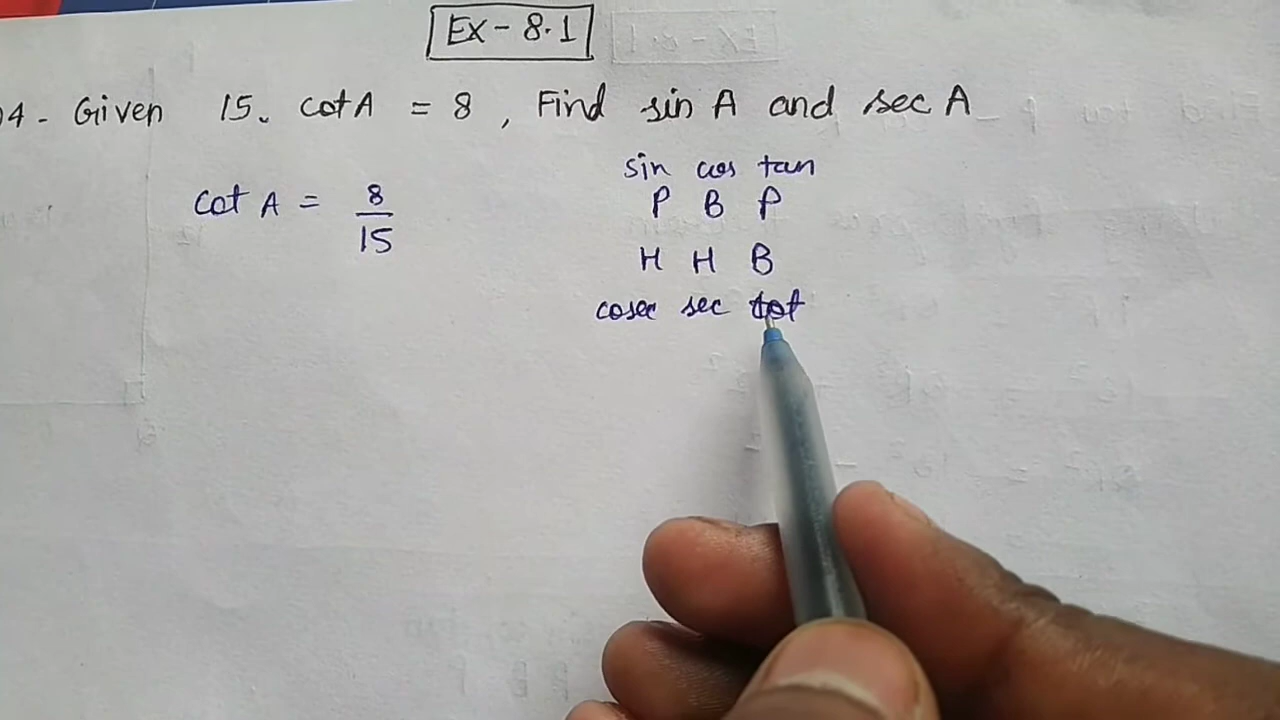 Ex - 8.1
04. Given 15. cot A = 8, Find sin A and sec A
sin cos tan
cot A = 8/15
P B P
H H B
cosec sec cot